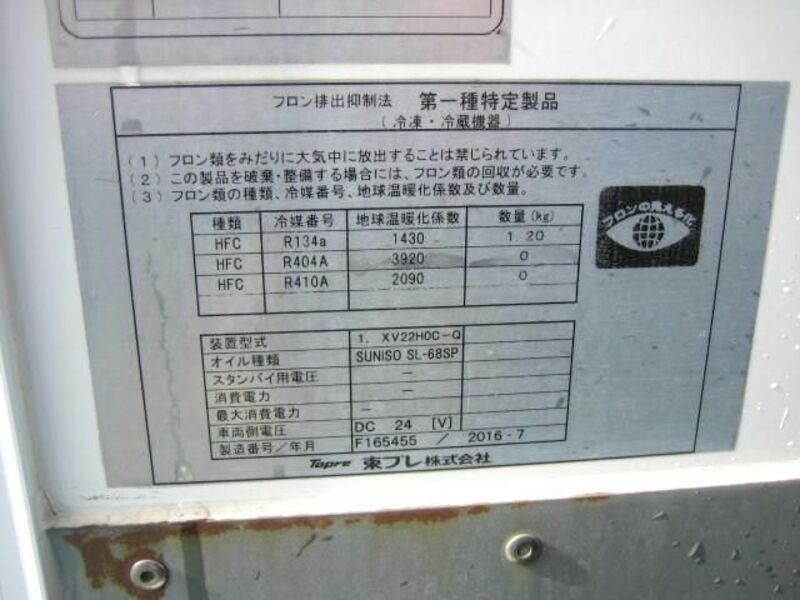 フロン排出抑制法 第一種特定製品
（冷凍・冷蔵機器）
（1）フロン類をみだりに大気中に放出することは禁じられています。
（2）この製品を破棄・整備する場合には、フロン類の回収が必要です。
（3）フロン類の種類、冷媒番号、地球温暖化係数及び数量。
フロンの見える化
種類 冷媒番号 地球温暖化係数 数量(kg)
HFC R134a 1430 1.20
HFC R404A 3920 0
HFC R410A 2090 0
装置型式 1. XV22H0C-Q
オイル種類 SUNISO SL-68SP
スタンバイ用電圧 —
消費電力 —
最大消費電力 —
車両側電圧 DC 24 [V]
製造番号／年月 F165455 ／ 2016-7
Topre 東プレ株式会社